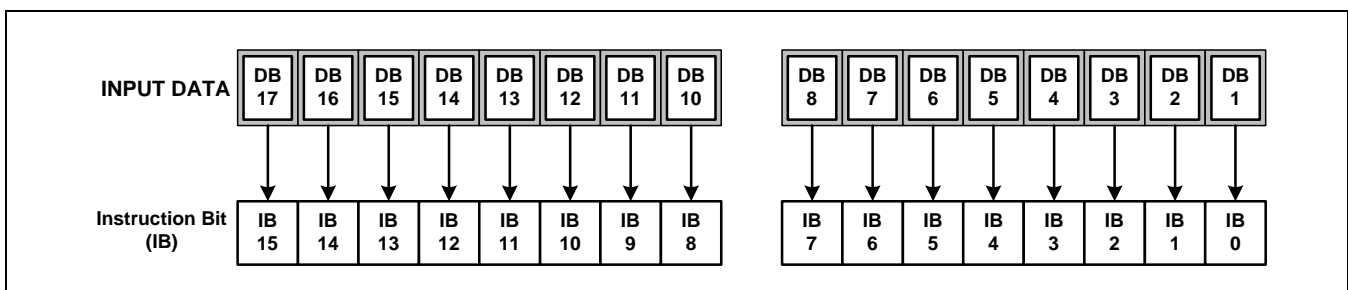 INPUT DATA
DB 17 DB 16 DB 15 DB 14 DB 13 DB 12 DB 11 DB 10 DB 8 DB 7 DB 6 DB 5 DB 4 DB 3 DB 2 DB 1
Instruction Bit (IB)
IB 15 IB 14 IB 13 IB 12 IB 11 IB 10 IB 9 IB 8 IB 7 IB 6 IB 5 IB 4 IB 3 IB 2 IB 1 IB 0